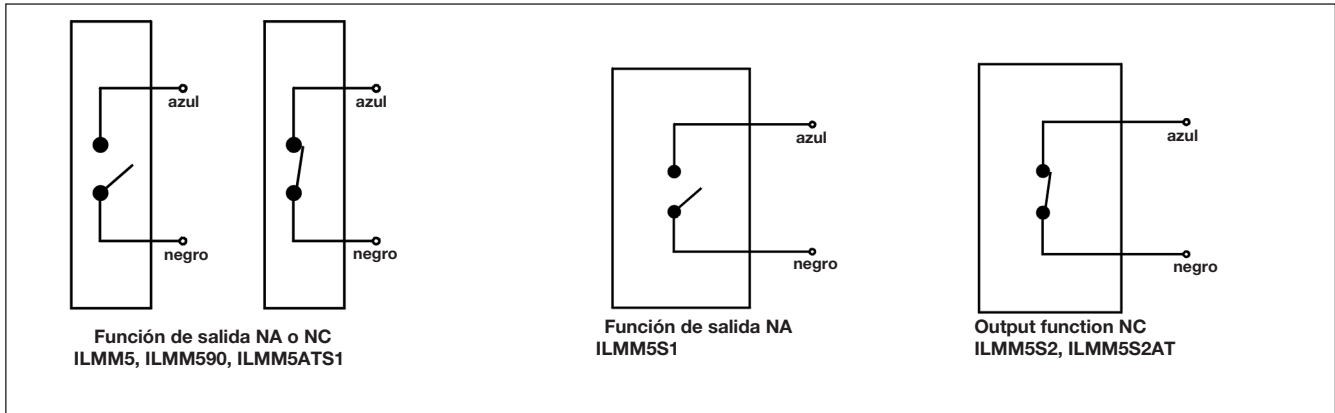 azul
negro
azul
negro
Función de salida NA o NC
ILMM5, ILMM590, ILMM5ATS1
azul
negro
Función de salida NA
ILMM5S1
azul
negro
Output function NC
ILMM5S2, ILMM5S2AT